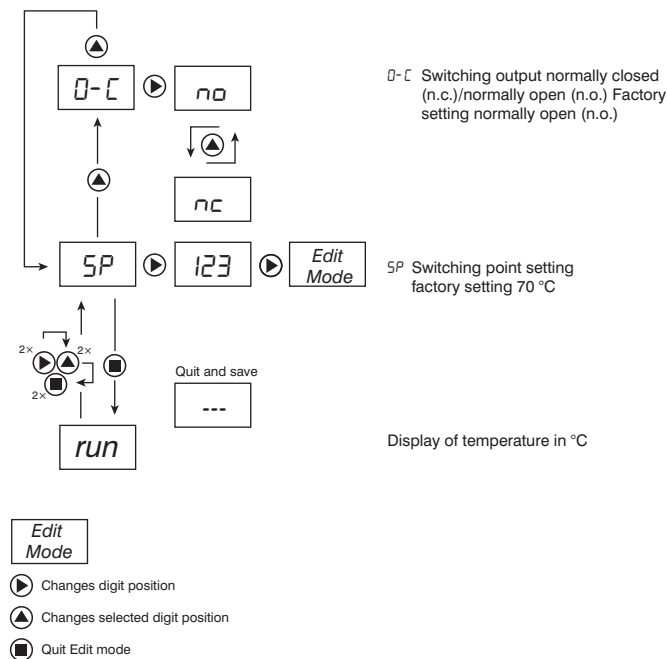 O-C
no
O-C Switching output normally closed
(n.c.)/normally open (n.o.) Factory
setting normally open (n.o.)
nc
SP
123
Edit
Mode
SP Switching point setting
factory setting 70 °C
2×
2×
2×
Quit and save
---
run
Display of temperature in °C
Edit
Mode
Changes digit position
Changes selected digit position
Quit Edit mode